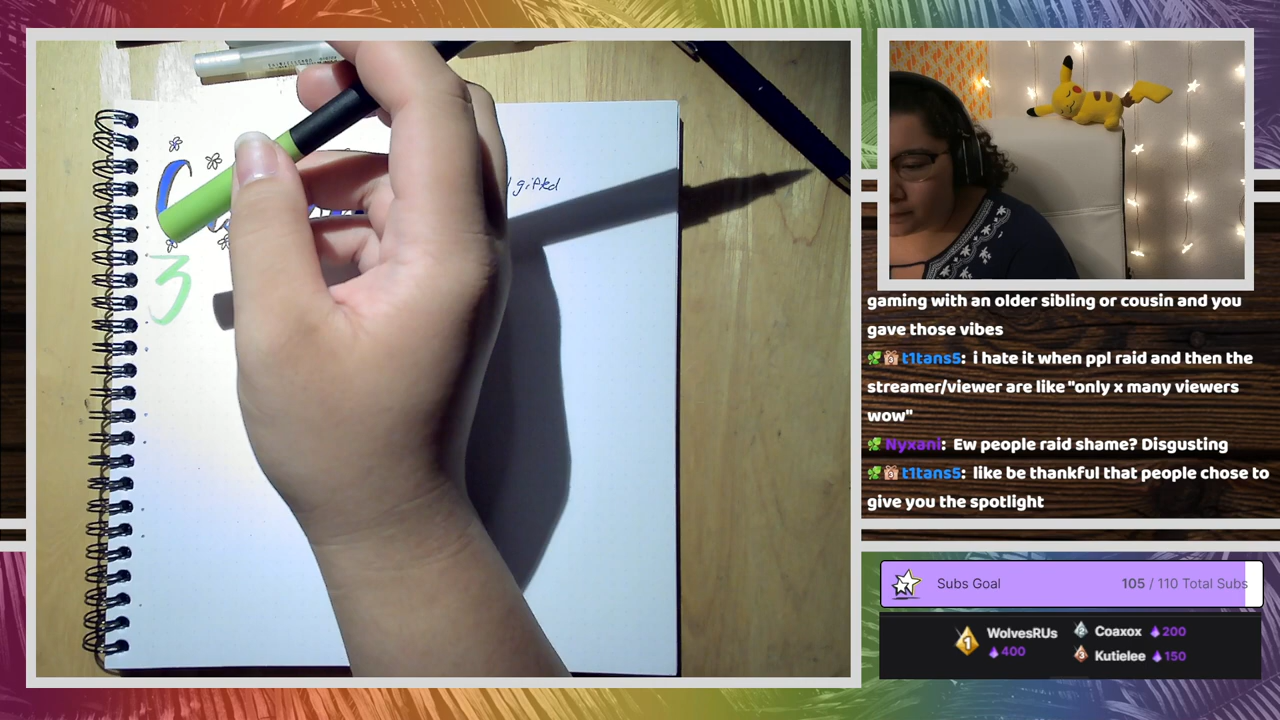 gifted
3
gaming with an older sibling or cousin and you
gave those vibes
t1tans5: i hate it when ppl raid and then the
streamer/viewer are like "only x many viewers
wow"
Nyxani: Ew people raid shame? Disgusting
t1tans5: like be thankful that people chose to
give you the spotlight
Subs Goal 105 / 110 Total Subs
1 WolvesRUs 400
2 Coaxox 200
3 Kutielee 150